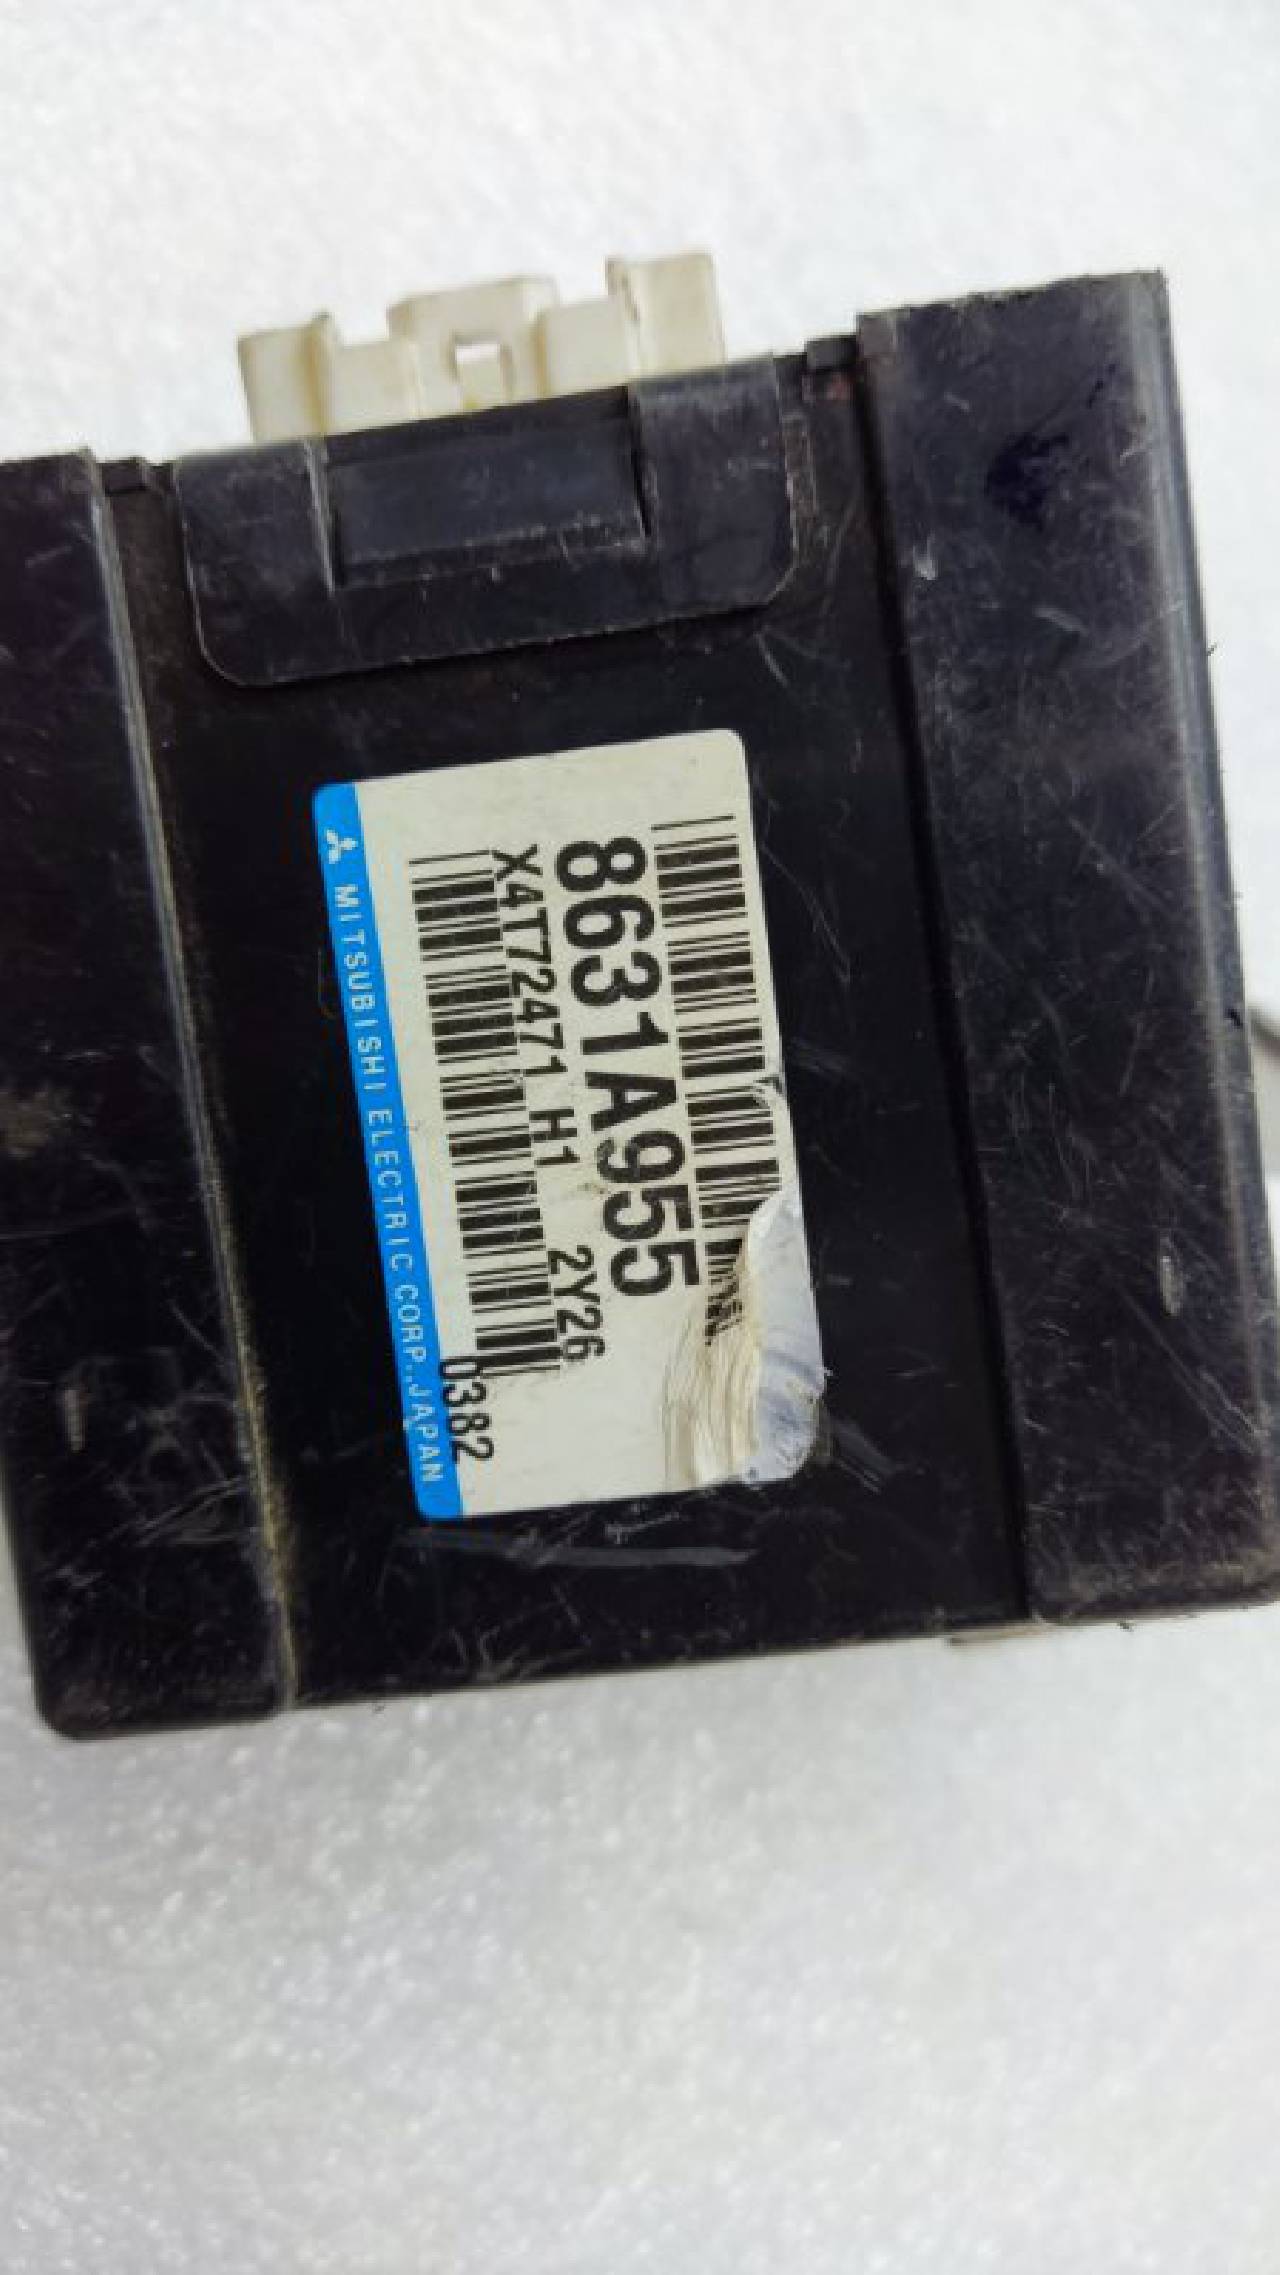 8631A955
X4T72471 H1 2Y26
0382
MITSUBISHI ELECTRIC CORP., JAPAN